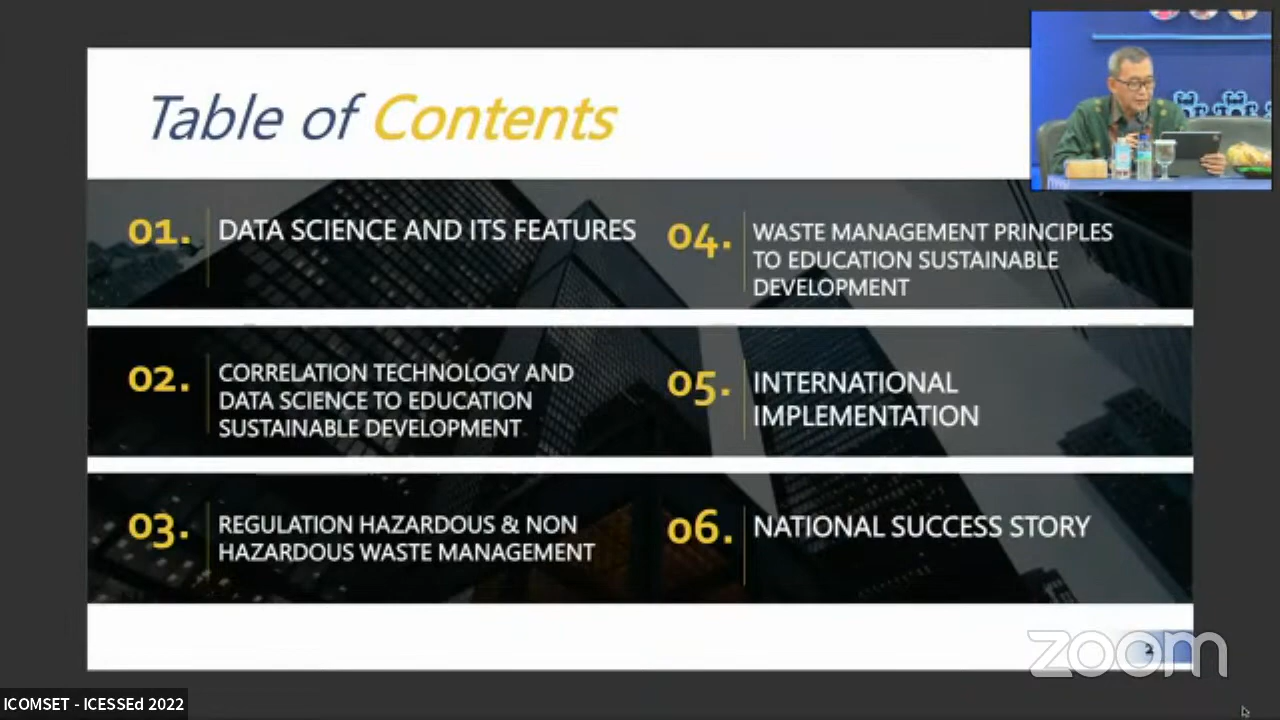 Table of Contents
01.
DATA SCIENCE AND ITS FEATURES
02.
CORRELATION TECHNOLOGY AND
DATA SCIENCE TO EDUCATION
SUSTAINABLE DEVELOPMENT
03.
REGULATION HAZARDOUS & NON
HAZARDOUS WASTE MANAGEMENT
04.
WASTE MANAGEMENT PRINCIPLES
TO EDUCATION SUSTAINABLE
DEVELOPMENT
05.
INTERNATIONAL
IMPLEMENTATION
06.
NATIONAL SUCCESS STORY
2
zoom
ICOMSET - ICESSEd 2022